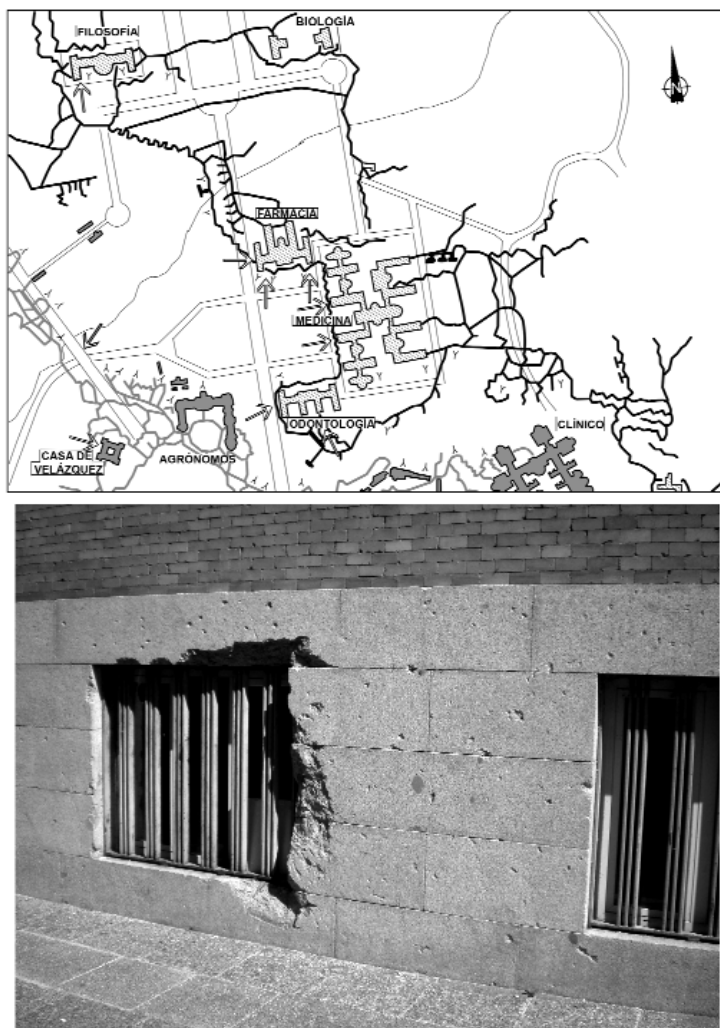 FILOSOFÍA
BIOLOGÍA
N
FARMACIA
MEDICINA
ODONTOLOGÍA
CLÍNICO
CASA DE
VELÁZQUEZ
AGRÓNOMOS